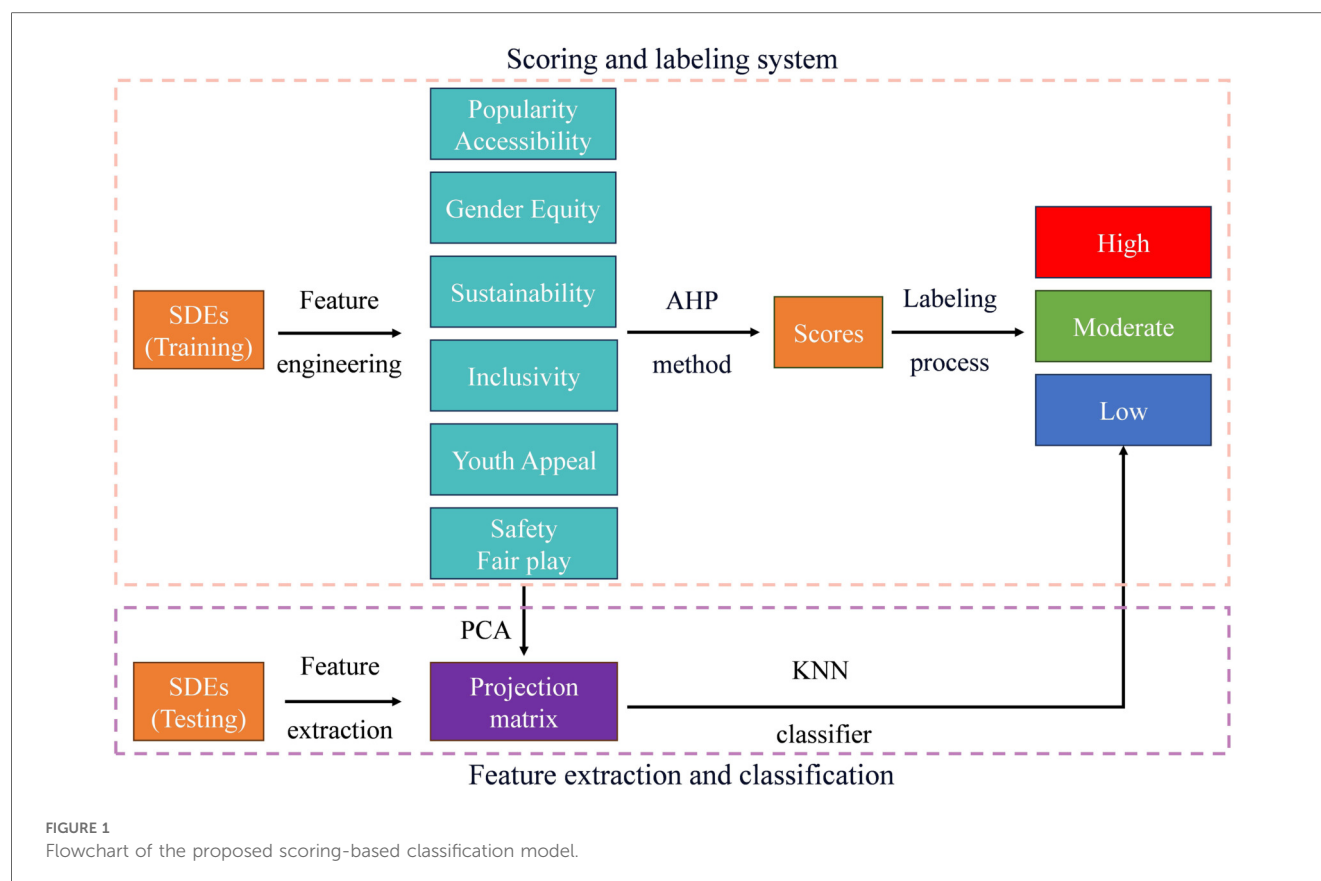 Scoring and labeling system
Popularity
Accessibility
Gender Equity
Sustainability
Inclusivity
Youth Appeal
Safety
Fair play
SDEs
(Training)
Feature
engineering
AHP
method
Scores
Labeling
process
High
Moderate
Low
PCA
SDEs
(Testing)
Feature
extraction
Projection
matrix
KNN
classifier
Feature extraction and classification
FIGURE 1
Flowchart of the proposed scoring-based classification model.